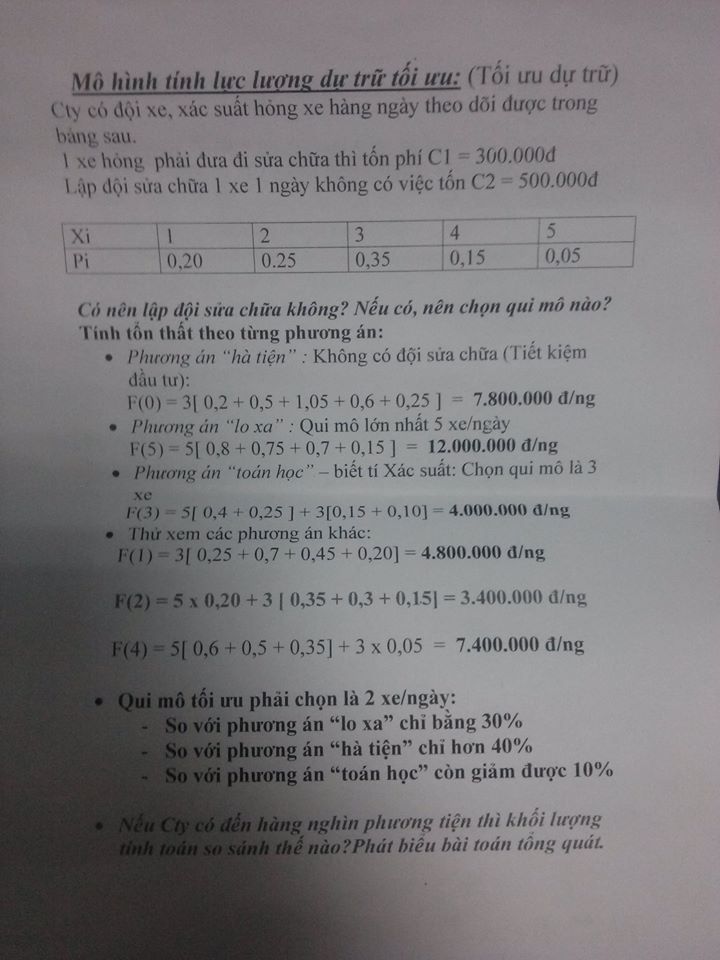 Mô hình tính lực lượng dự trữ tối ưu: (Tối ưu dự trữ)
Cty có đội xe, xác suất hỏng xe hàng ngày theo dõi được trong
bảng sau.
1 xe hỏng phải đưa đi sửa chữa thì tốn phí C1 = 300.000đ
Lập đội sửa chữa 1 xe 1 ngày không có việc tốn C2 = 500.000đ
Xi 1 2 3 4 5
Pi 0,20 0.25 0,35 0,15 0,05
Có nên lập đội sửa chữa không? Nếu có, nên chọn qui mô nào?
Tính tổn thất theo từng phương án:
• Phương án “hà tiện” : Không có đội sửa chữa (Tiết kiệm
đầu tư):
F(0) = 3[ 0,2 + 0,5 + 1,05 + 0,6 + 0,25 ] = 7.800.000 đ/ng
• Phương án “lo xa” : Qui mô lớn nhất 5 xe/ngày
F(5) = 5[ 0,8 + 0,75 + 0,7 + 0,15 ] = 12.000.000 đ/ng
• Phương án “toán học” – biết tí Xác suất: Chọn qui mô là 3
xe
F(3) = 5[ 0,4 + 0,25 ] + 3[0,15 + 0,10] = 4.000.000 đ/ng
• Thử xem các phương án khác:
F(1) = 3[ 0,25 + 0,7 + 0,45 + 0,20] = 4.800.000 đ/ng
F(2) = 5 x 0,20 + 3 [ 0,35 + 0,3 + 0,15] = 3.400.000 đ/ng
F(4) = 5[ 0,6 + 0,5 + 0,35] + 3 x 0,05 = 7.400.000 đ/ng
• Qui mô tối ưu phải chọn là 2 xe/ngày:
- So với phương án “lo xa” chỉ bằng 30%
- So với phương án “hà tiện” chỉ hơn 40%
- So với phương án “toán học” còn giảm được 10%
• Nếu Cty có đến hàng nghìn phương tiện thì khối lượng
tính toán so sánh thế nào?Phát biểu bài toán tổng quát.